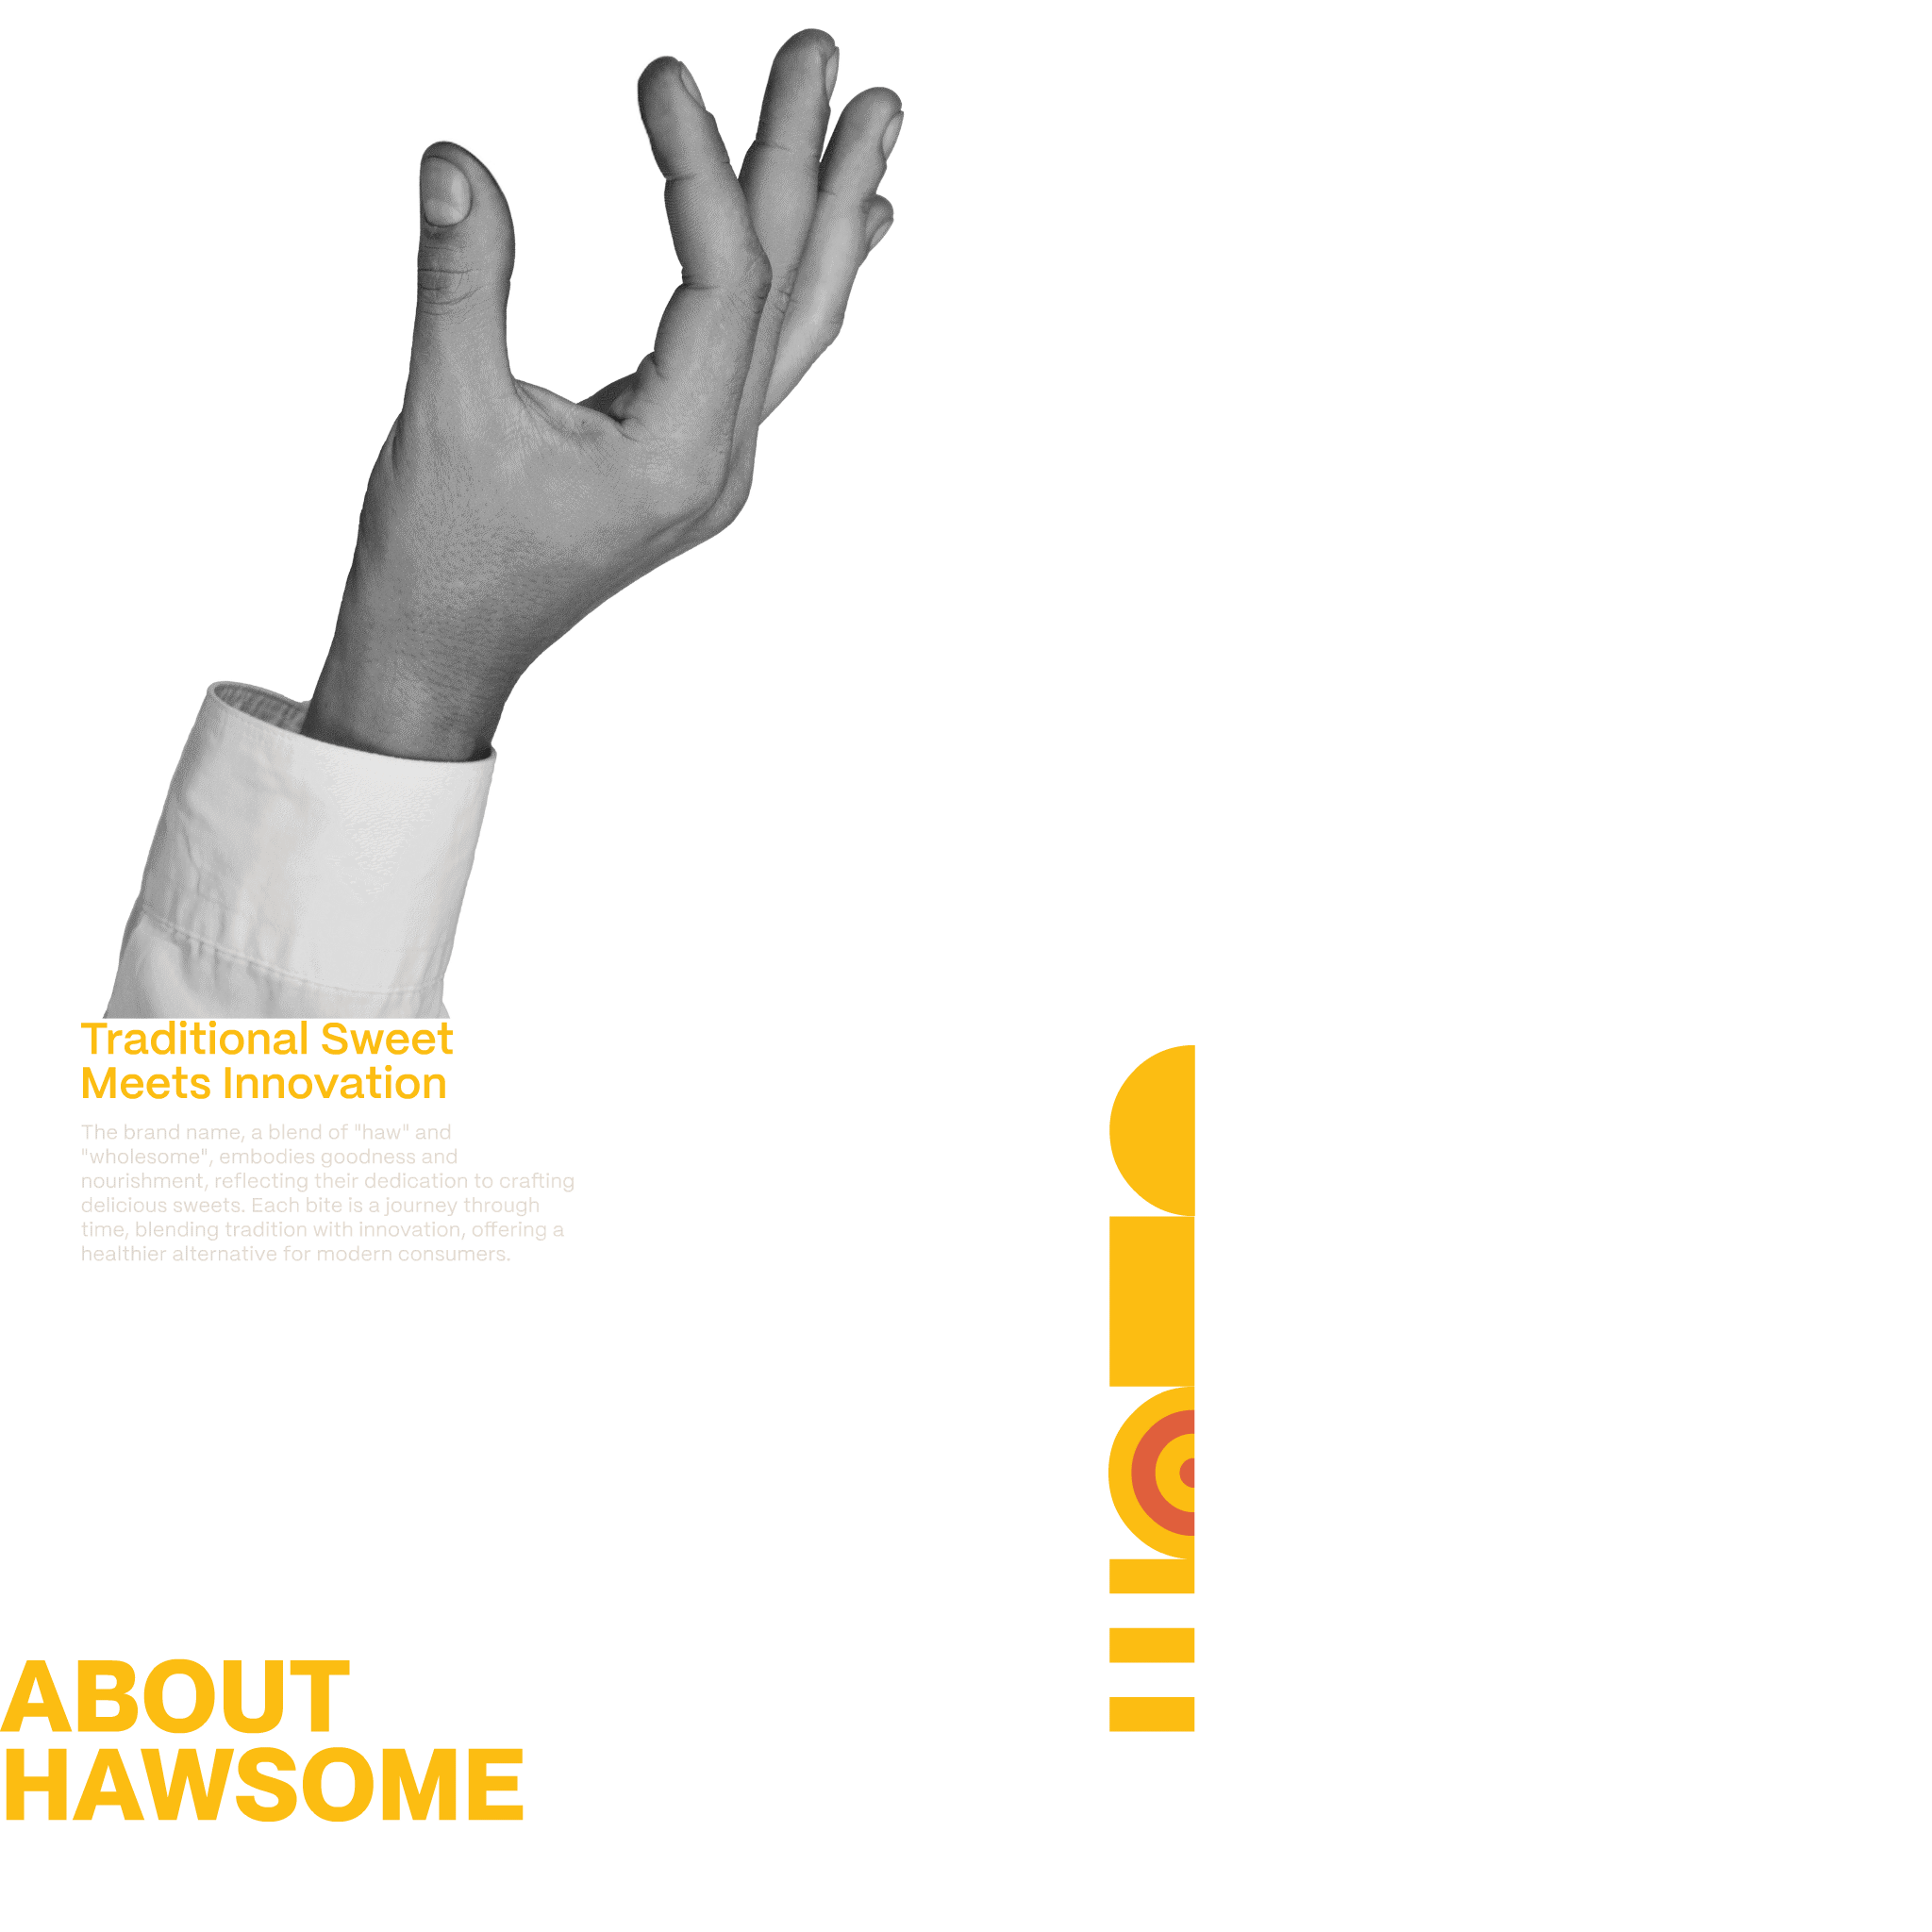 Traditional Sweet
Meets Innovation
The brand name, a blend of "haw" and
"wholesome", embodies goodness and
nourishment, reflecting their dedication to crafting
delicious sweets. Each bite is a journey through
time, blending tradition with innovation, offering a
healthier alternative for modern consumers.
ABOUT
HAWSOME